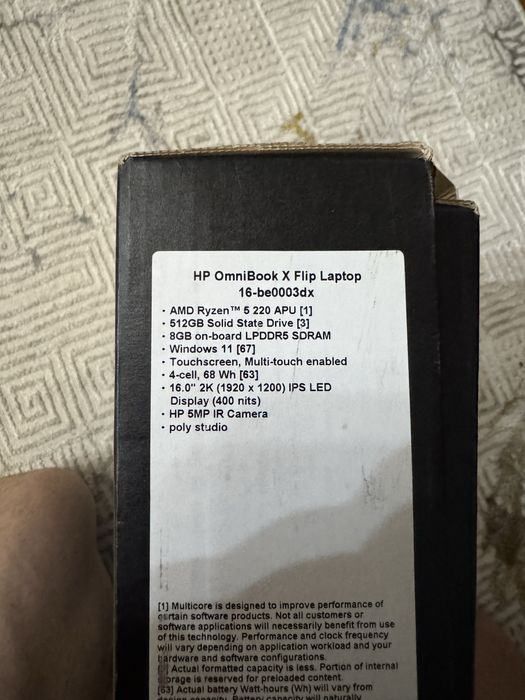 HP OmniBook X Flip Laptop
16-be0003dx
· AMD Ryzen™ 5 220 APU [1]
· 512GB Solid State Drive [3]
· 8GB on-board LPDDR5 SDRAM
· Windows 11 [67]
· Touchscreen, Multi-touch enabled
· 4-cell, 68 Wh [63]
· 16.0" 2K (1920 x 1200) IPS LED
Display (400 nits)
· HP 5MP IR Camera
· poly studio
[1] Multicore is designed to improve performance of
certain software products. Not all customers or
software applications will necessarily benefit from use
of this technology. Performance and clock frequency
will vary depending on application workload and your
hardware and software configurations.
Actual formatted capacity is less. Portion of internal
storage is reserved for preloaded content.
[63] Actual battery Watt-hours (Wh) will vary from
design capacity. Battery capacity will naturally